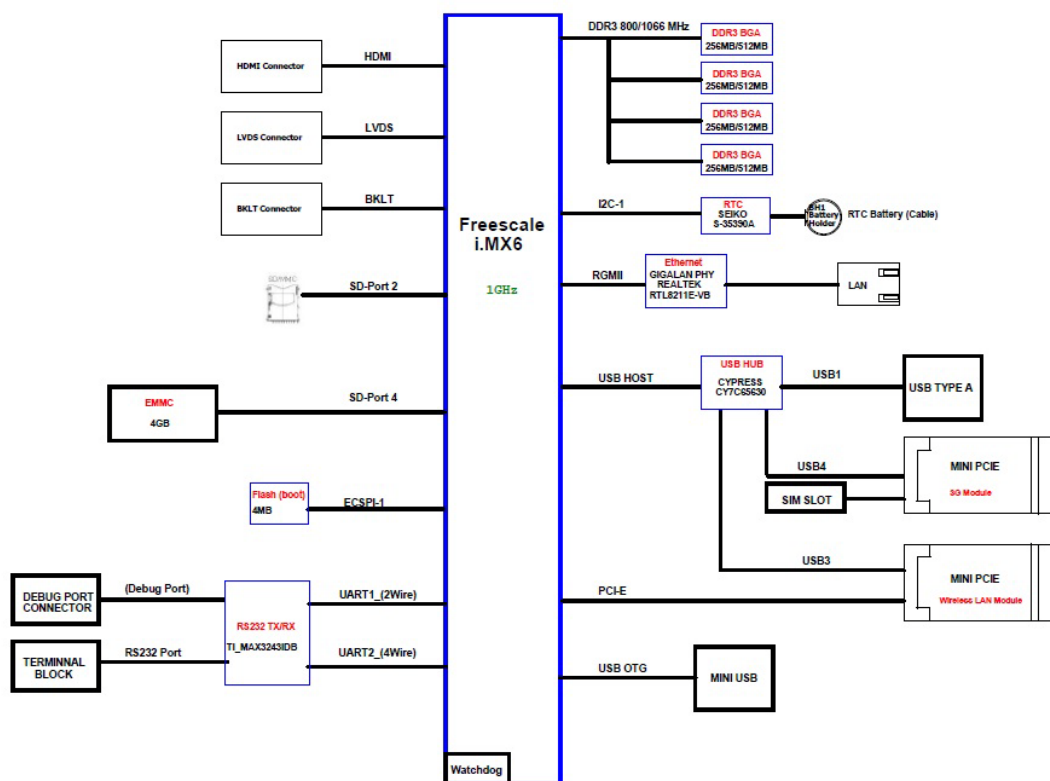 HDMI Connector
HDMI
LVDS Connector
LVDS
BKLT Connector
BKLT
SD/MMC
SD-Port 2
EMMC
4GB
SD-Port 4
Flash (boot)
4MB
ECSPI-1
DEBUG PORT
CONNECTOR
(Debug Port)
TERMINNAL
BLOCK
RS232 Port
RS232 TX/RX
TI_MAX3243IDB
UART1_(2Wire)
UART2_(4Wire)
Freescale
i.MX6
1GHz
Watchdog
DDR3 800/1066 MHz
DDR3 BGA
256MB/512MB
DDR3 BGA
256MB/512MB
DDR3 BGA
256MB/512MB
DDR3 BGA
256MB/512MB
I2C-1
RTC
SEIKO
S-35390A
BH1
Battery
Holder
RTC Battery (Cable)
RGMII
Ethernet
GIGALAN PHY
REALTEK
RTL8211E-VB
LAN
USB HOST
USB HUB
CYPRESS
CY7C65630
USB1
USB TYPE A
USB4
SIM SLOT
MINI PCIE
3G Module
USB3
PCI-E
MINI PCIE
Wireless LAN Module
USB OTG
MINI USB